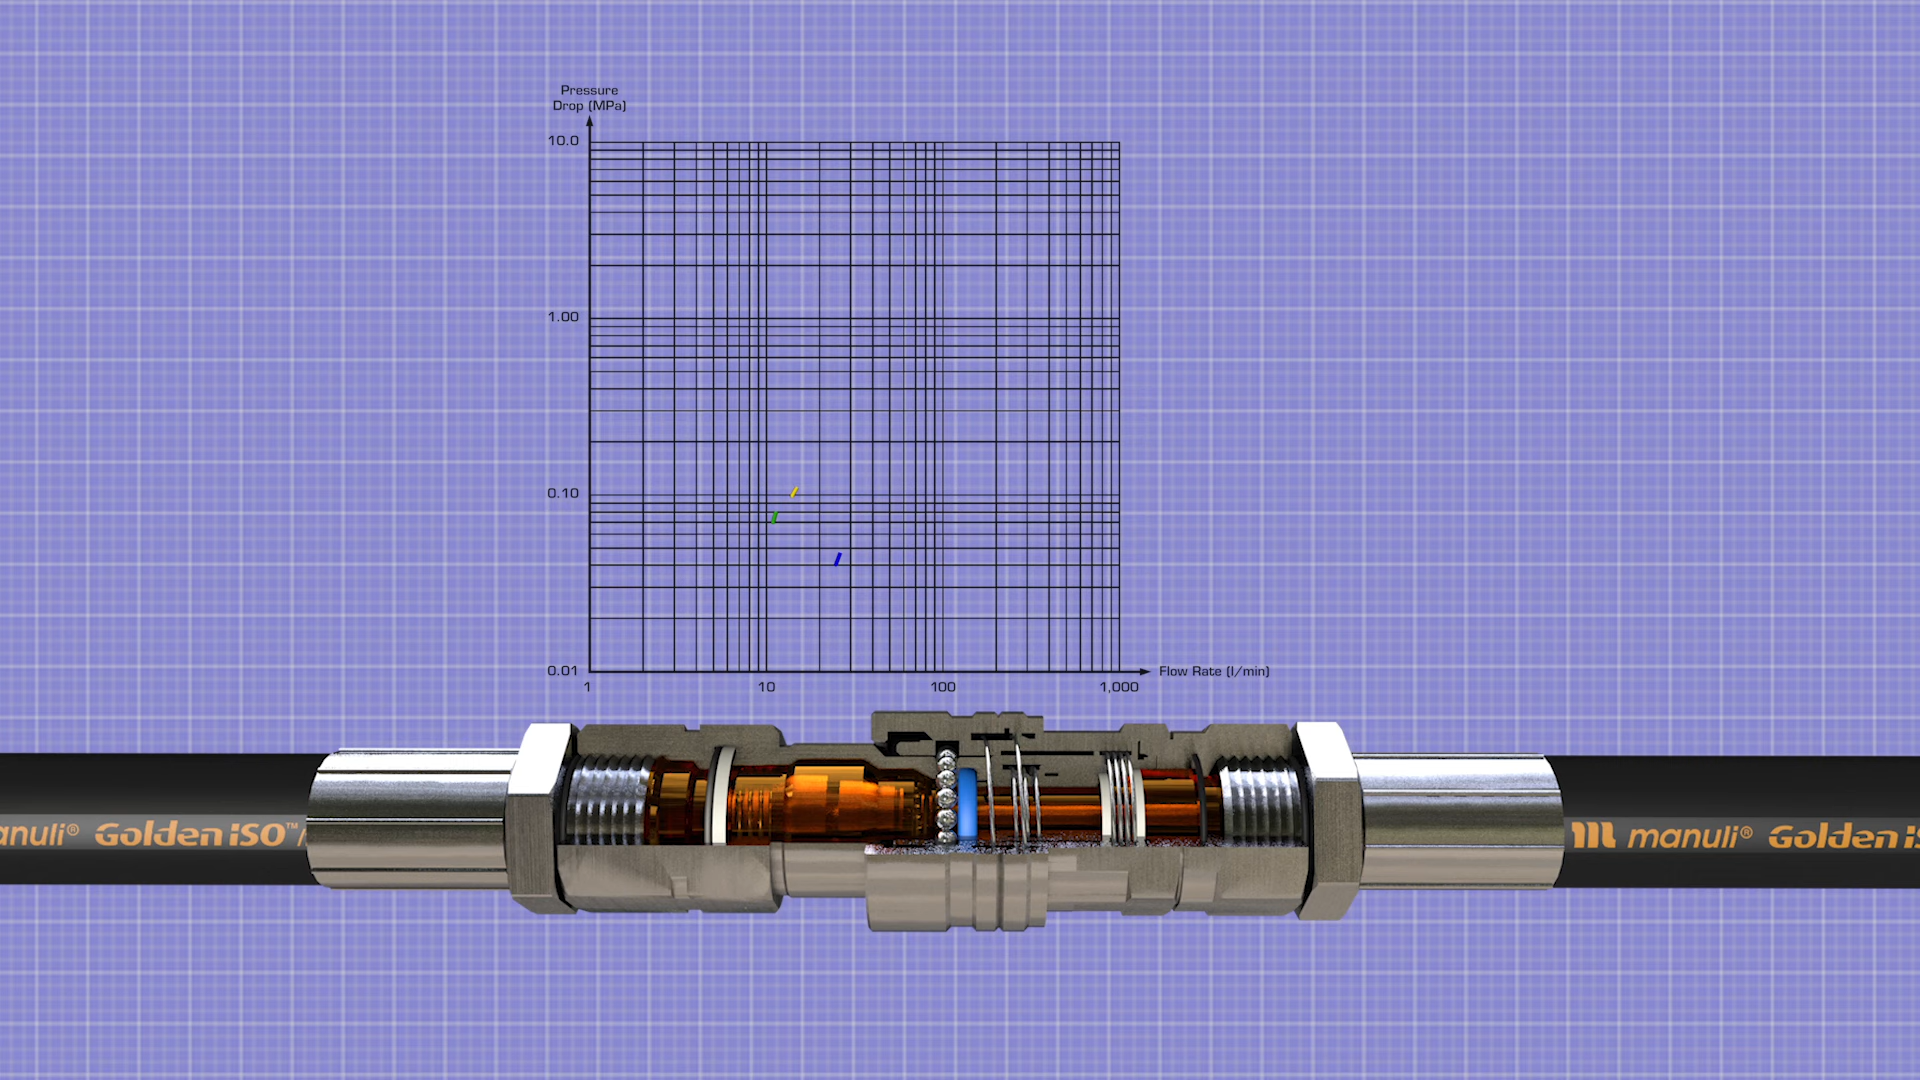 Pressure
Drop (MPa)
10.0
1.00
0.10
0.01
1
10
100
1,000
Flow Rate (l/min)
anuli® Golden iSO™/
m manuli® Golden iS